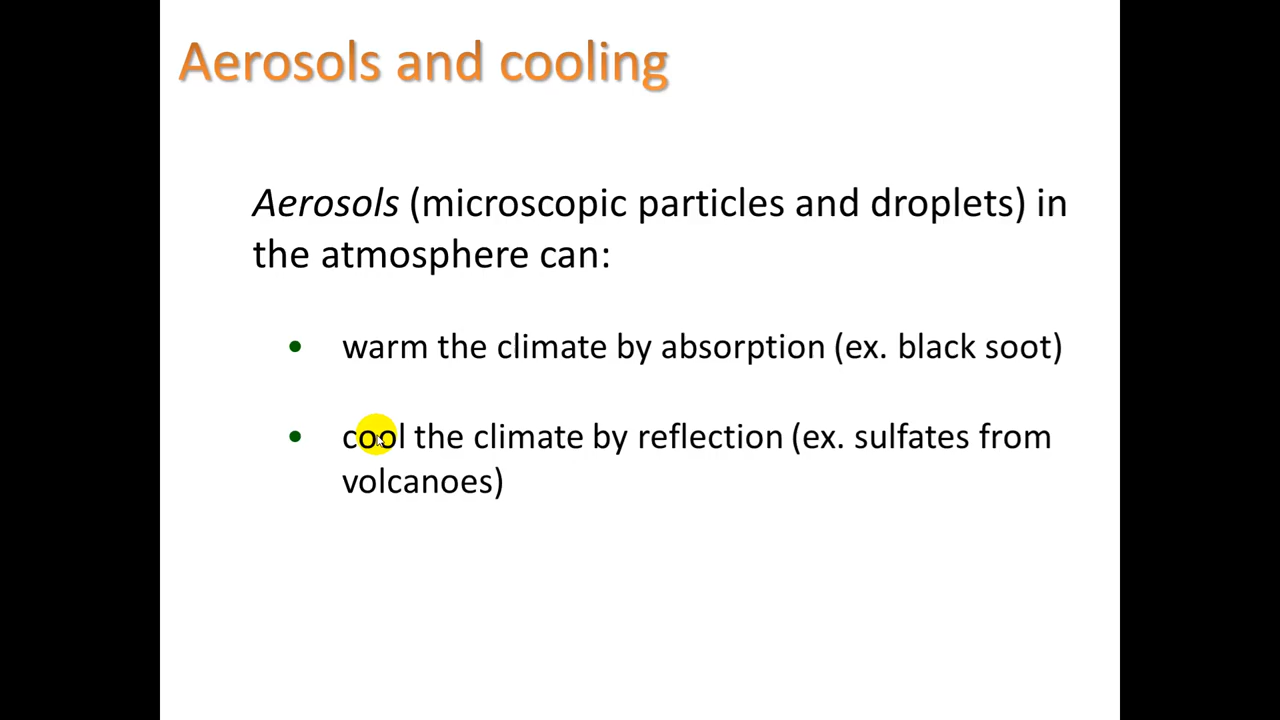 Aerosols and cooling
Aerosols (microscopic particles and droplets) in
the atmosphere can:
• warm the climate by absorption (ex. black soot)
• cool the climate by reflection (ex. sulfates from
volcanoes)